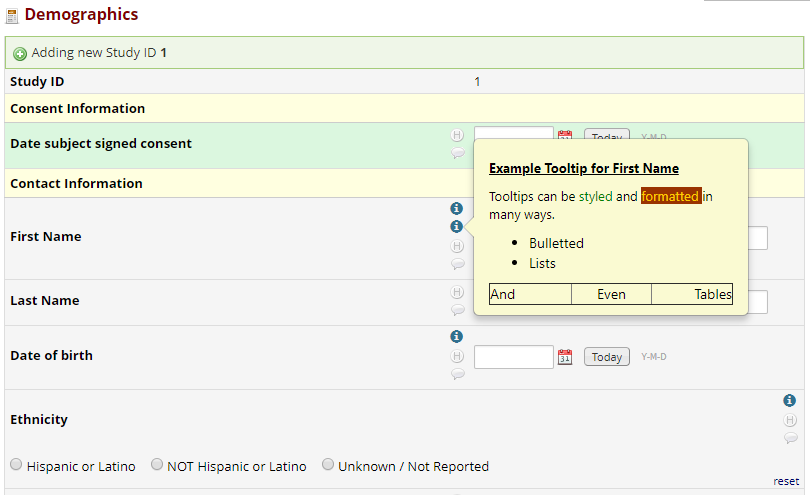 Demographics
Adding new Study ID 1
Study ID 1
Consent Information
Date subject signed consent H 31 Today Y-M-D
Contact Information
Example Tooltip for First Name
Tooltips can be styled and formatted in
many ways.
Bulletted
Lists
And Even Tables
First Name H
Last Name H
Date of birth H 31 Today Y-M-D
Ethnicity H
Hispanic or Latino NOT Hispanic or Latino Unknown / Not Reported
reset